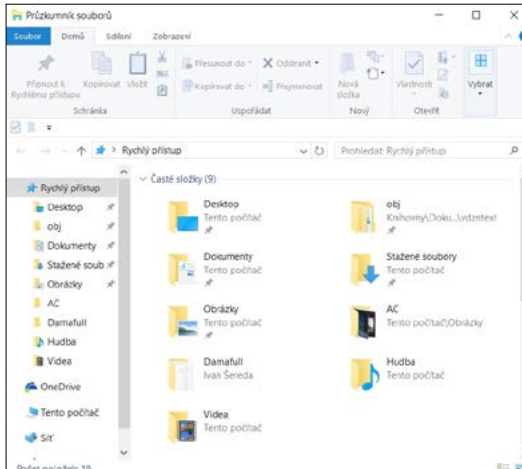 Průzkumník souborů
Soubor Domů Sdílení Zobrazení
Připnout k Rychlému přístupu
Kopírovat
Vložit
Přesunout do
Kopírovat do
Odstranit
Přejmenovat
Nová složka
Vlastnosti
Vybrat
Schránka Uspořádat Nový Otevřít
Rychlý přístup
Prohledat: Rychlý přístup
Rychlý přístup
Desktop
obj
Dokumenty
Stažené soub
Obrázky
AC
Damafull
Hudba
Videa
OneDrive
Tento počítač
Síť
Časté složky (9)
Desktop
Tento počítač
obj
Knihovny\Doku...\vdzntext
Dokumenty
Tento počítač
Stažené soubory
Tento počítač
Obrázky
Tento počítač
AC
Tento počítač\Obrázky
Damafull
Ivan Šereda
Hudba
Tento počítač
Videa
Tento počítač